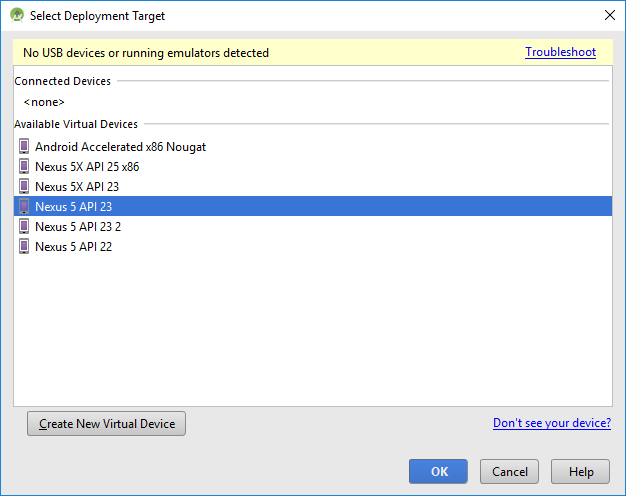 Select Deployment Target
No USB devices or running emulators detected Troubleshoot
Connected Devices
<none>
Available Virtual Devices
Android Accelerated x86 Nougat
Nexus 5X API 25 x86
Nexus 5X API 23
Nexus 5 API 23
Nexus 5 API 23 2
Nexus 5 API 22
Create New Virtual Device Don't see your device?
OK Cancel Help